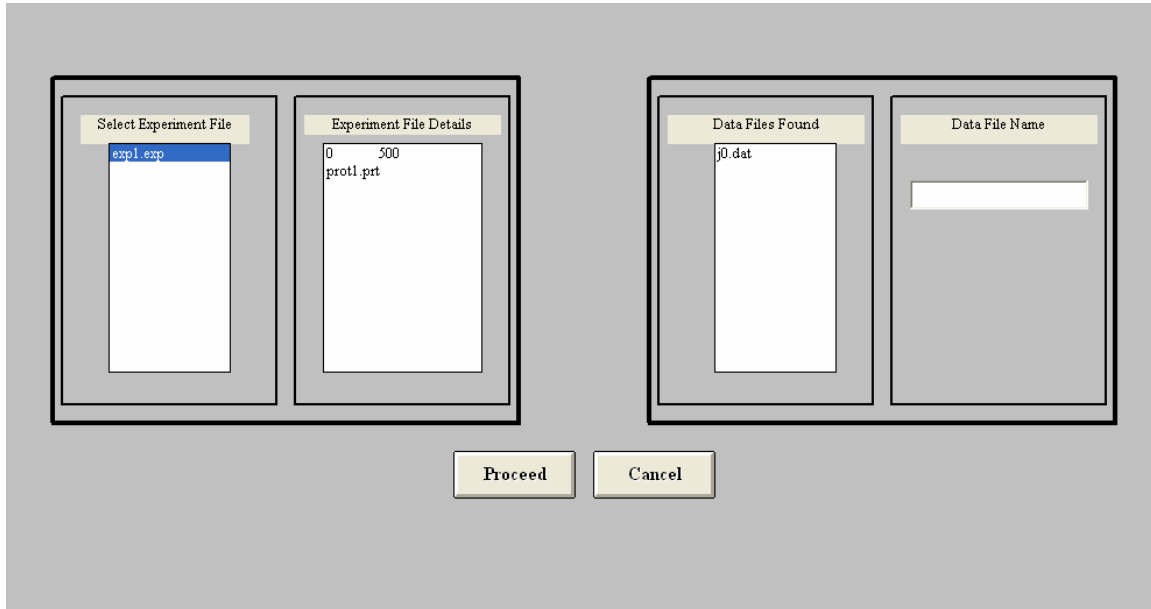 Select Experiment File
exp1.exp
Experiment File Details
0 500
prot1.prt
Data Files Found
j0.dat
Data File Name
Proceed
Cancel